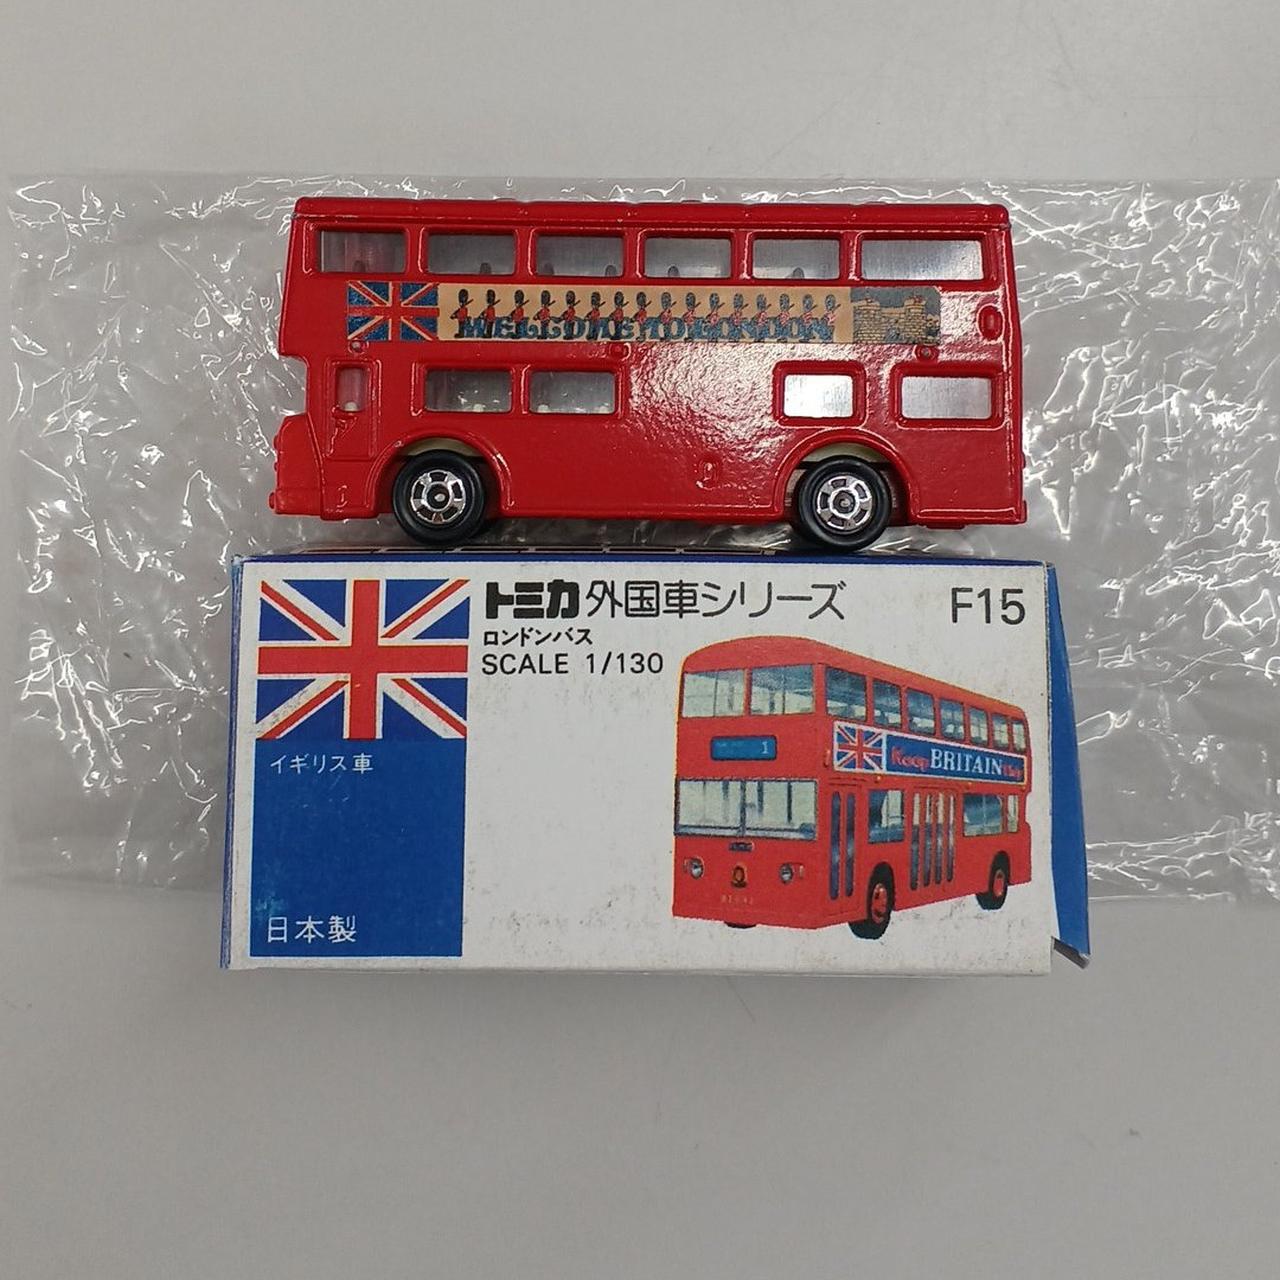 WELCOME TO LONDON
トミカ外国車シリーズ
F15
ロンドンバス
SCALE 1/130
イギリス車
日本製
1
Keep BRITAIN